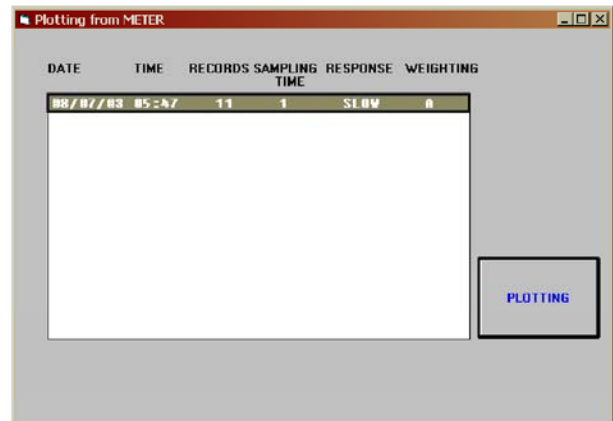 Plotting from METER
DATE TIME RECORDS SAMPLING TIME RESPONSE WEIGHTING
08/07/03 05:47 11 1 SLOW A
PLOTTING